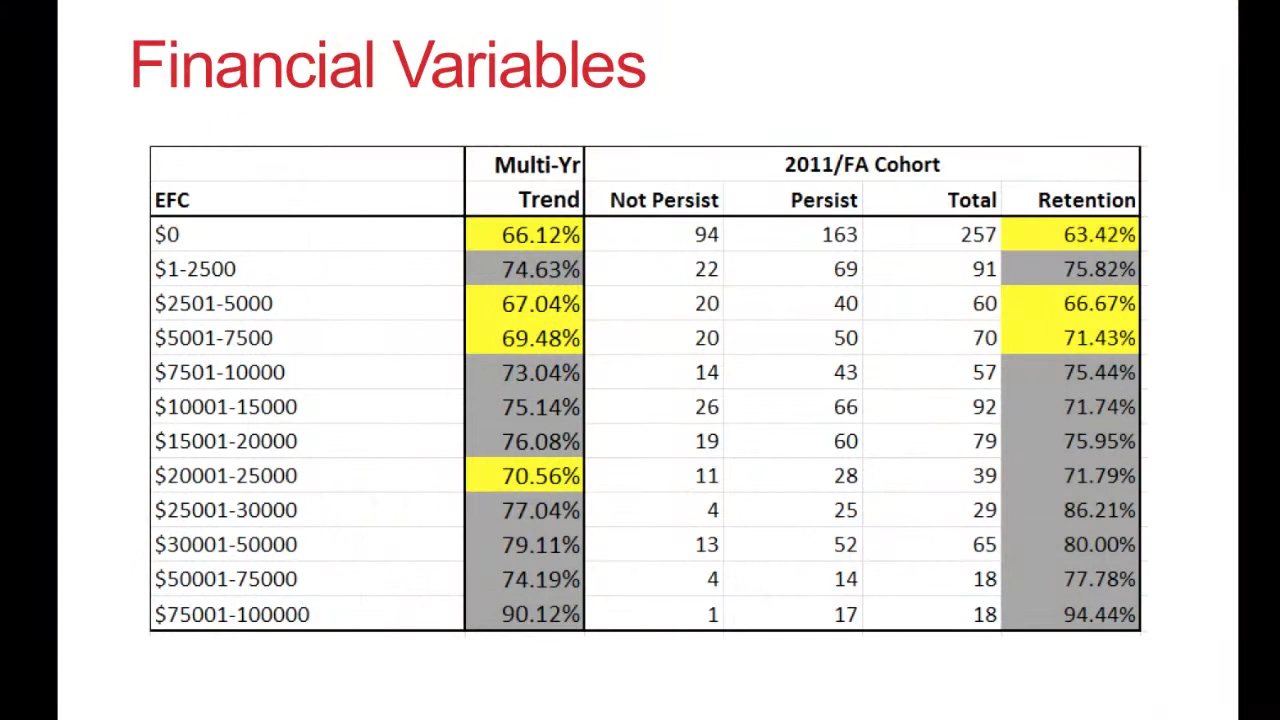 Financial Variables
Multi-Yr 2011/FA Cohort
EFC Trend Not Persist Persist Total Retention
$0 66.12% 94 163 257 63.42%
$1-2500 74.63% 22 69 91 75.82%
$2501-5000 67.04% 20 40 60 66.67%
$5001-7500 69.48% 20 50 70 71.43%
$7501-10000 73.04% 14 43 57 75.44%
$10001-15000 75.14% 26 66 92 71.74%
$15001-20000 76.08% 19 60 79 75.95%
$20001-25000 70.56% 11 28 39 71.79%
$25001-30000 77.04% 4 25 29 86.21%
$30001-50000 79.11% 13 52 65 80.00%
$50001-75000 74.19% 4 14 18 77.78%
$75001-100000 90.12% 1 17 18 94.44%